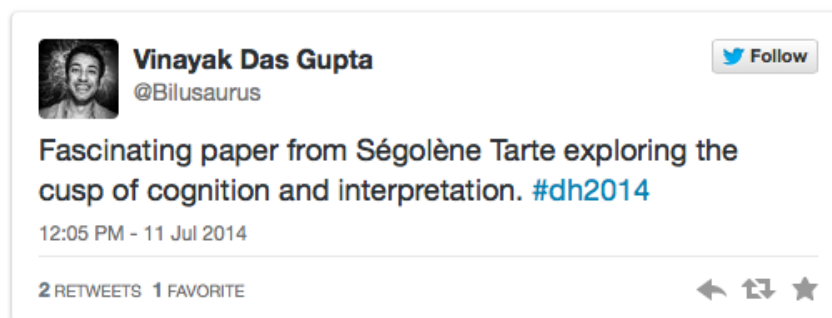 Vinayak Das Gupta
@Bilusaurus
Follow
Fascinating paper from Ségolène Tarte exploring the
cusp of cognition and interpretation. #dh2014
12:05 PM - 11 Jul 2014
2 RETWEETS 1 FAVORITE